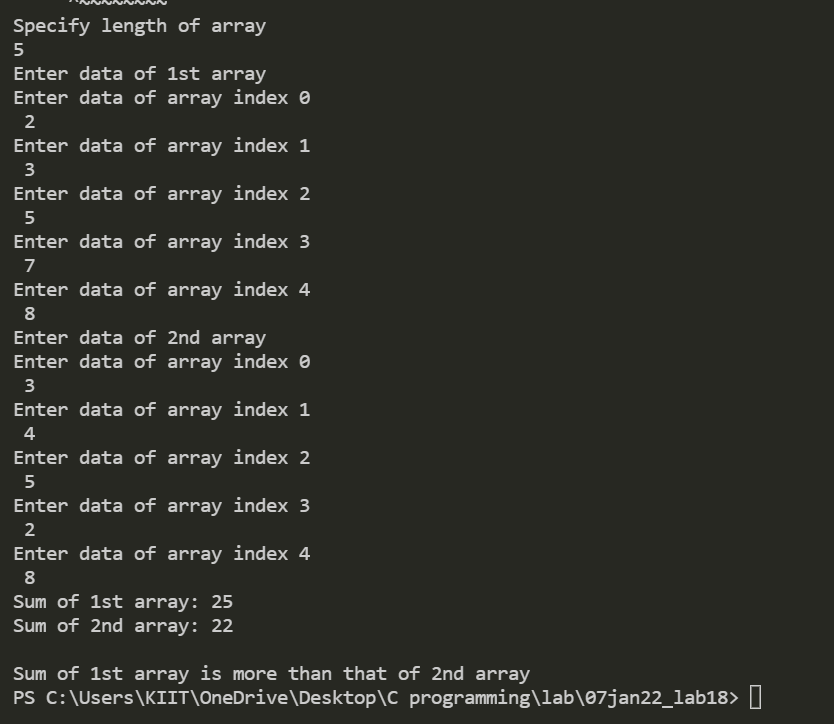 ^~~~~~~~~
Specify length of array
5
Enter data of 1st array
Enter data of array index 0
2
Enter data of array index 1
3
Enter data of array index 2
5
Enter data of array index 3
7
Enter data of array index 4
8
Enter data of 2nd array
Enter data of array index 0
3
Enter data of array index 1
4
Enter data of array index 2
5
Enter data of array index 3
2
Enter data of array index 4
8
Sum of 1st array: 25
Sum of 2nd array: 22
Sum of 1st array is more than that of 2nd array
PS C:\Users\KIIT\OneDrive\Desktop\C programming\lab\07jan22_lab18>